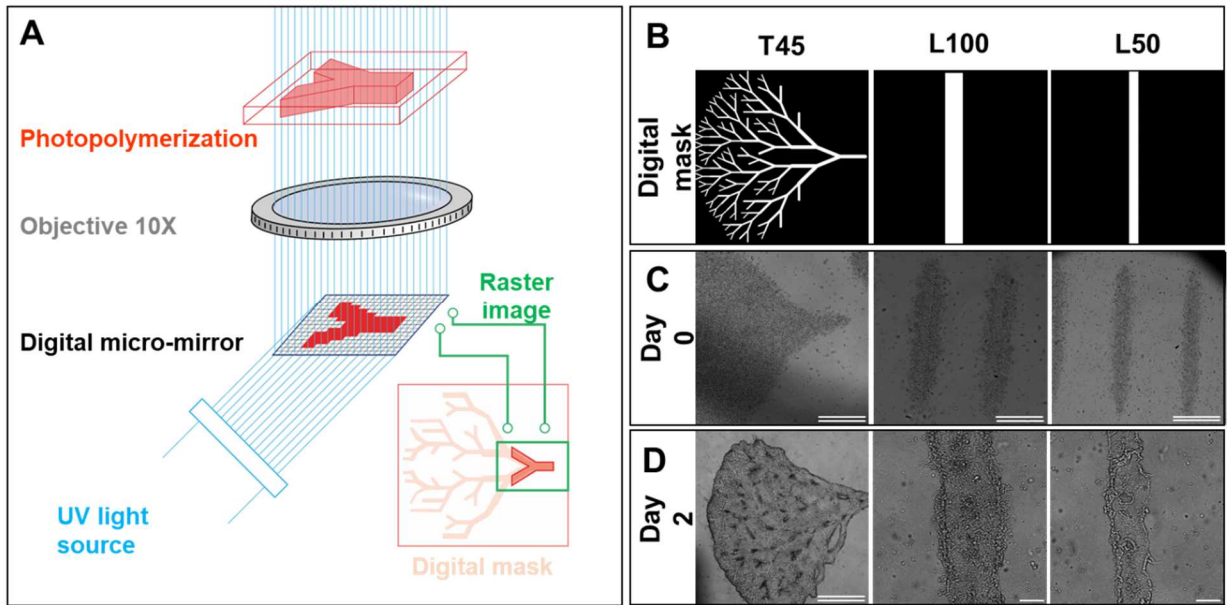 A
Photopolymerization
Objective 10X
Raster
image
Digital micro-mirror
UV light
source
Digital mask
B
T45
L100
L50
Digital
mask
C
Day
0
D
Day
2